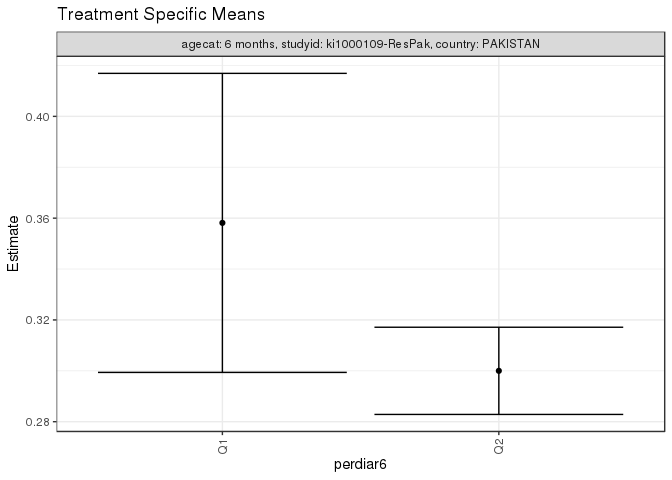 Treatment Specific Means
agecat: 6 months, studyid: ki1000109-ResPak, country: PAKISTAN
Estimate
0.40
0.36
0.32
0.28
Q1
Q2
perdiar6